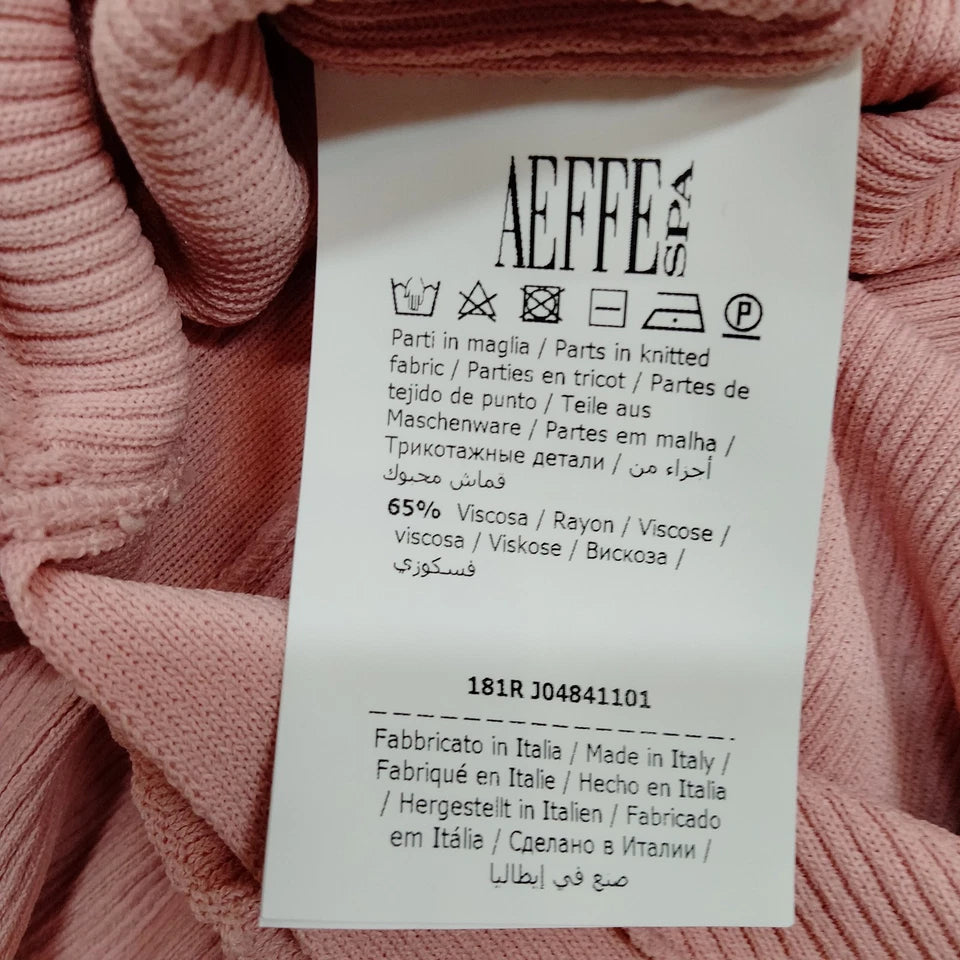 AEFFE SPA
P
Parti in maglia / Parts in knitted
fabric / Parties en tricot / Partes de
tejido de punto / Teile aus
Maschenware / Partes em malha /
Трикотажные детали / أجزاء من
قماش محبوك
65% Viscosa / Rayon / Viscose /
viscosa / Viskose / Вискоза /
فسكوزي
181R J04841101
Fabbricato in Italia / Made in Italy /
Fabriqué en Italie / Hecho en Italia
/ Hergestellt in Italien / Fabricado
em Itália / Сделано в Италии /
صنع في إيطاليا